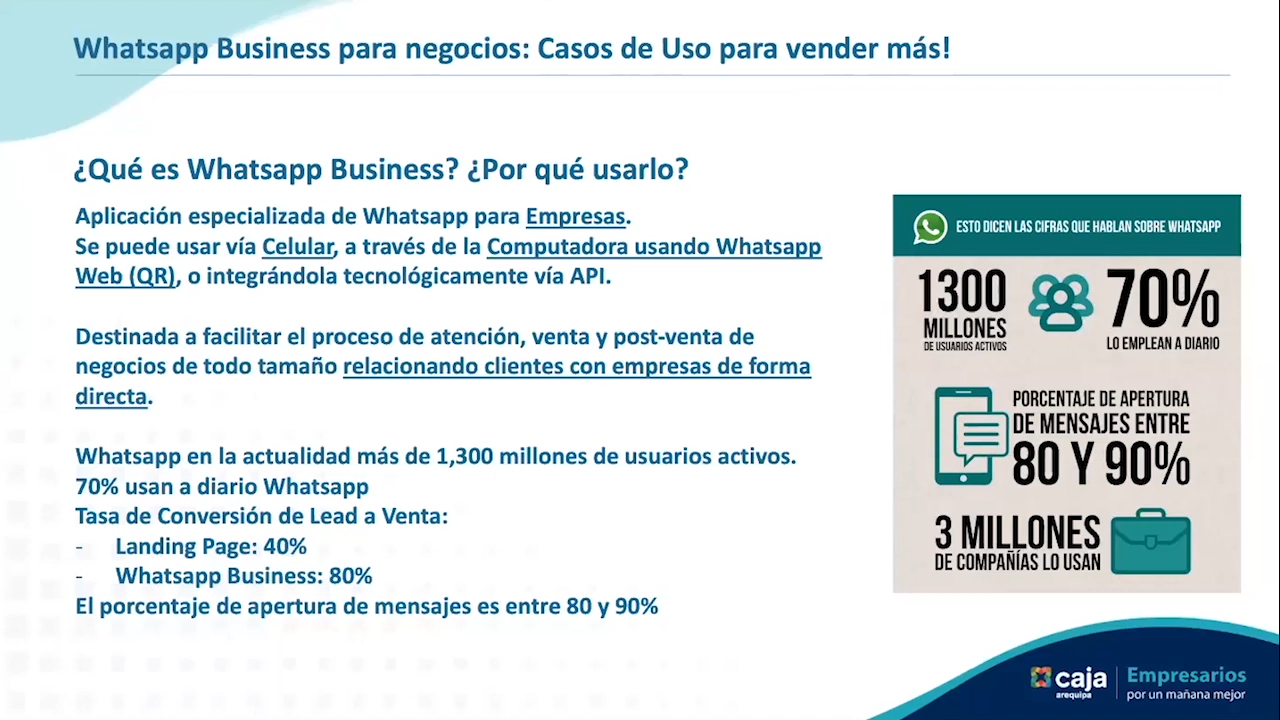 Whatsapp Business para negocios: Casos de Uso para vender más!
¿Qué es Whatsapp Business? ¿Por qué usarlo?
Aplicación especializada de Whatsapp para Empresas.
Se puede usar vía Celular, a través de la Computadora usando Whatsapp
Web (QR), o integrándola tecnológicamente vía API.
Destinada a facilitar el proceso de atención, venta y post-venta de
negocios de todo tamaño relacionando clientes con empresas de forma
directa.
Whatsapp en la actualidad más de 1,300 millones de usuarios activos.
70% usan a diario Whatsapp
Tasa de Conversión de Lead a Venta:
- Landing Page: 40%
- Whatsapp Business: 80%
El porcentaje de apertura de mensajes es entre 80 y 90%
ESTO DICEN LAS CIFRAS QUE HABLAN SOBRE WHATSAPP
1300
MILLONES
DE USUARIOS ACTIVOS
70%
LO EMPLEAN A DIARIO
PORCENTAJE DE APERTURA
DE MENSAJES ENTRE
80 Y 90%
3 MILLONES
DE COMPAÑÍAS LO USAN
caja
arequipa
Empresarios
por un mañana mejor